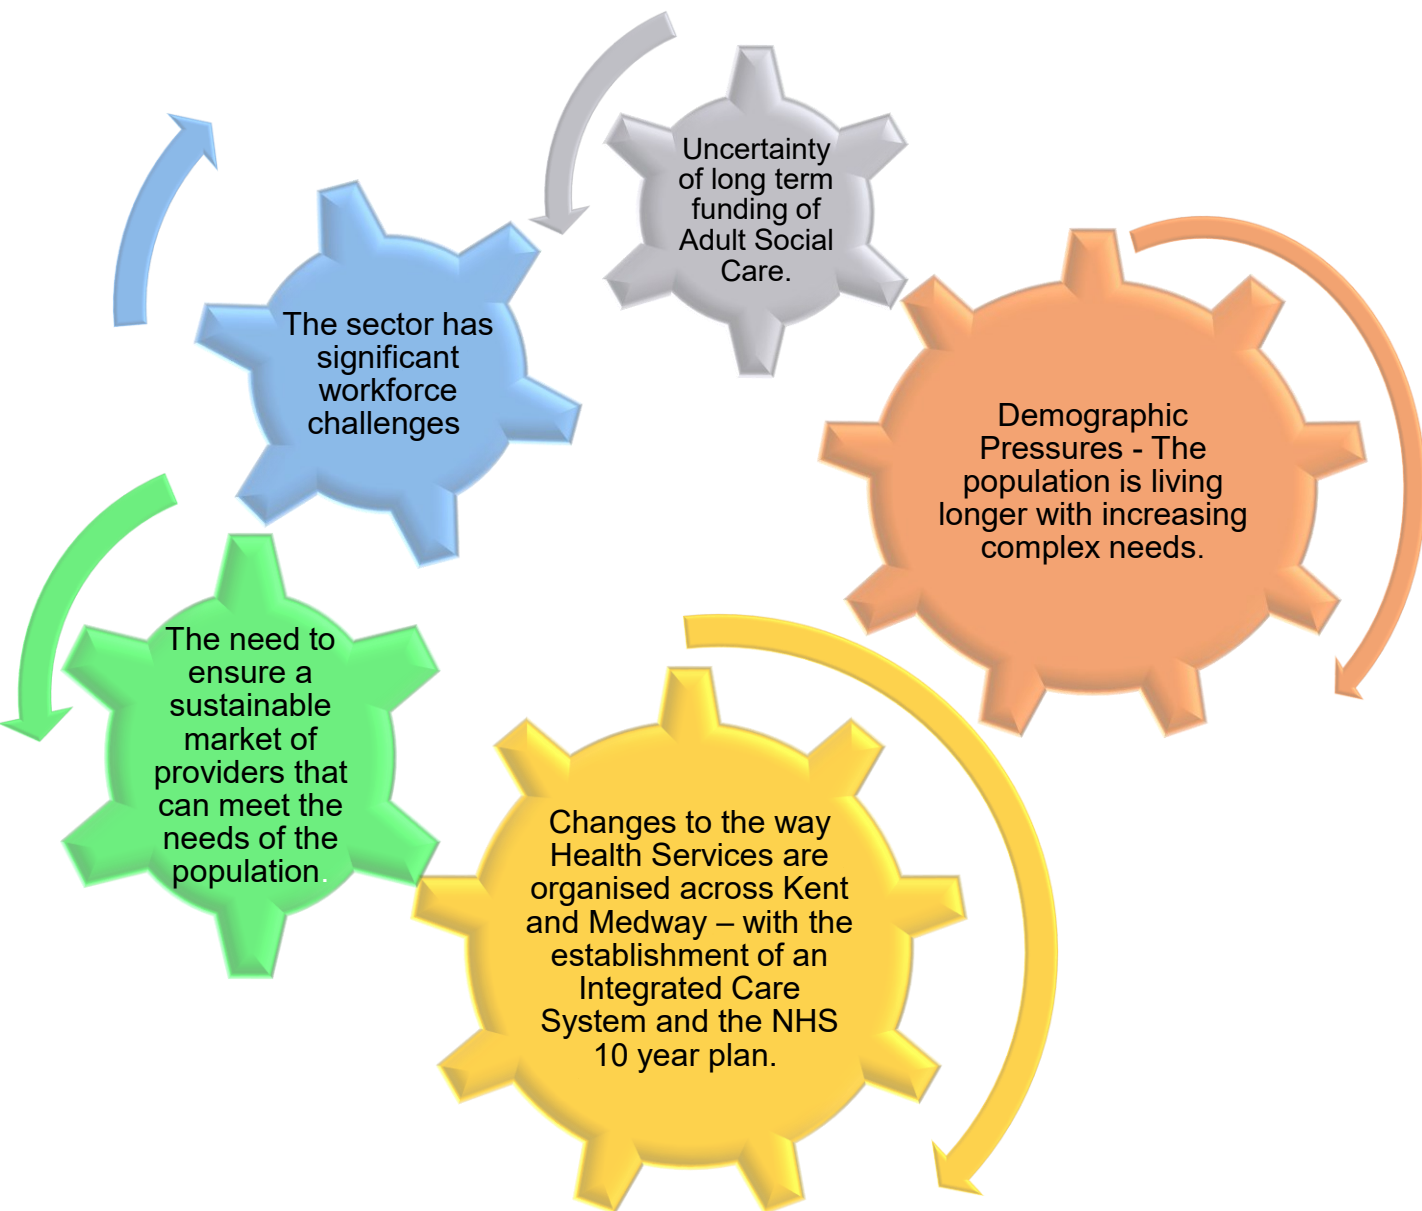 Uncertainty
of long term
funding of
Adult Social
Care.
The sector has
significant
workforce
challenges
Demographic
Pressures - The
population is living
longer with increasing
complex needs.
The need to
ensure a
sustainable
market of
providers that
can meet the
needs of the
population.
Changes to the way
Health Services are
organised across Kent
and Medway – with the
establishment of an
Integrated Care
System and the NHS
10 year plan.